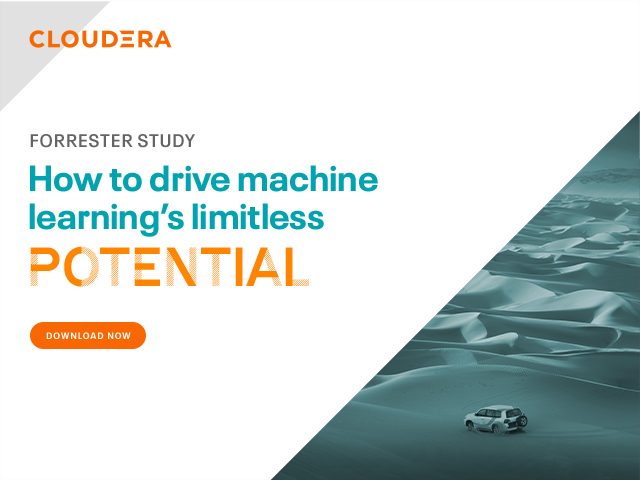 CLOUDERA
FORRESTER STUDY
How to drive machine
learning's limitless
POTENTIAL
DOWNLOAD NOW